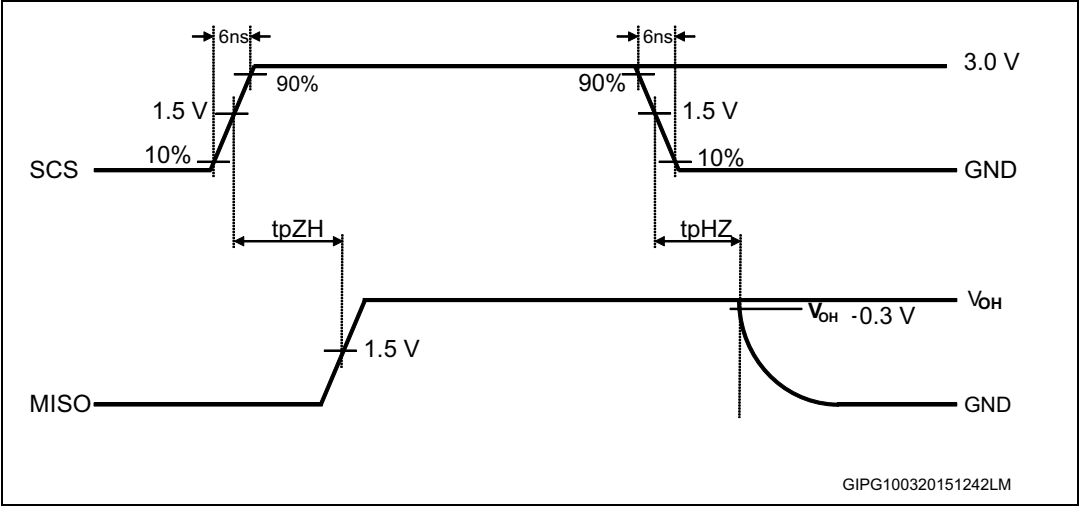 6ns
6ns
3.0 V
90%
90%
1.5 V
1.5 V
10%
10%
SCS
GND
tpZH
tpHZ
VOH
VOH -0.3 V
1.5 V
MISO
GND
GIPG100320151242LM